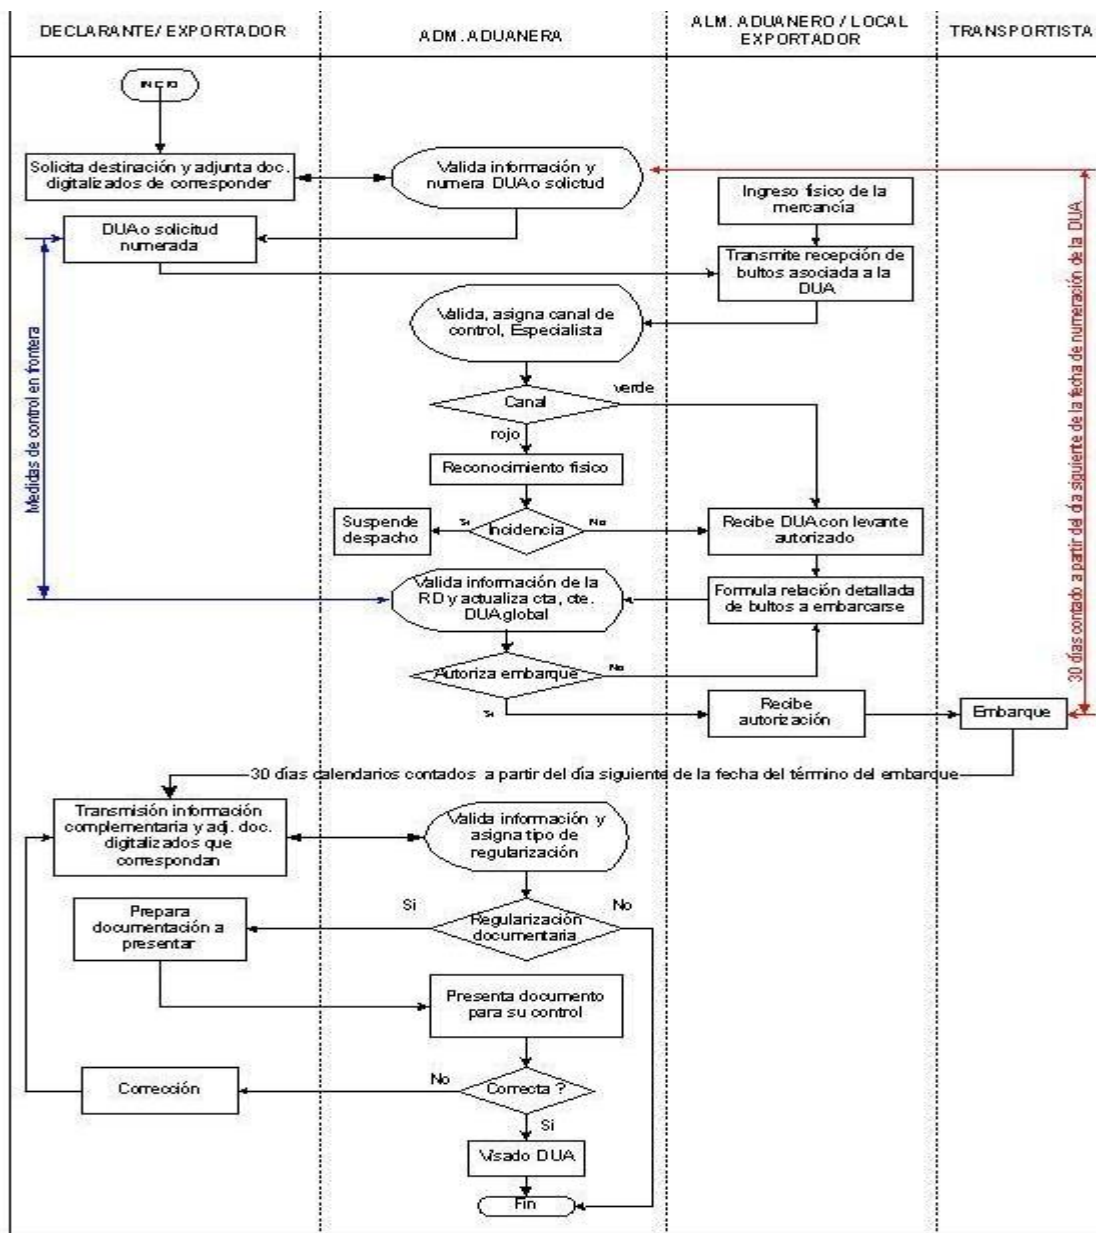 DECLARANTE/ EXPORTADOR
ADM. ADUANERA
ALM. ADUANERO / LOCAL
EXPORTADOR
TRANSPORTISTA
INICIO
Solicita destinación y adjunta doc.
digitalizados de corresponder
Valida información y
numera DUA o solictud
Ingreso físico de la
mercancía
DUA o solicitud
numerada
Transmite recepción de
bultos asociada a la
DUA
Valida, asigna canal de
control, Especialista
Canal
verde
rojo
Reconocimiento físico
Suspende
despacho
Si
Incidencia
No
Recibe DUA con levante
autorizado
Medidas de control en frontera
30 días contado a partir del día siguiente de la fecha de numeración de la DUA
Valida información de la
RD y actualiza cta, cte.
DUA global
Formula relación detallada
de bultos a embarcarse
Autoriza embarque
No
Si
Recibe
autorización
Embarque
30 días calendarios contados a partir del día siguiente de la fecha del término del embarque
Transmisión información
complementaria y adj. doc.
digitalizados que
correspondan
Valida información y
asigna tipo de
regularización
Prepara
documentación a
presentar
Si
Regularización
documentaria
No
Presenta documento
para su control
Corrección
No
Correcta ?
Si
Visado DUA
Fin